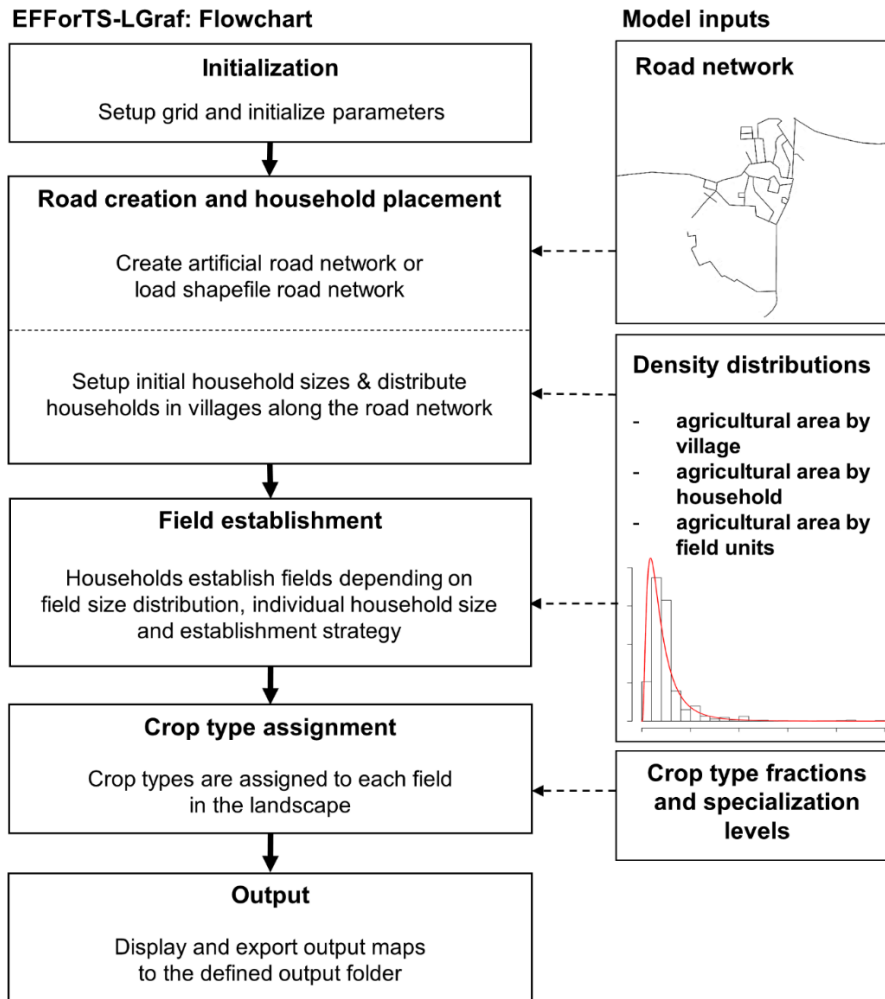 EFForTS-LGraf: Flowchart
Initialization
Setup grid and initialize parameters
Road creation and household placement
Create artificial road network or
load shapefile road network
Setup initial household sizes & distribute
households in villages along the road network
Field establishment
Households establish fields depending on
field size distribution, individual household size
and establishment strategy
Crop type assignment
Crop types are assigned to each field
in the landscape
Output
Display and export output maps
to the defined output folder
Model inputs
Road network
Density distributions
- agricultural area by
village
- agricultural area by
household
- agricultural area by
field units
Crop type fractions
and specialization
levels